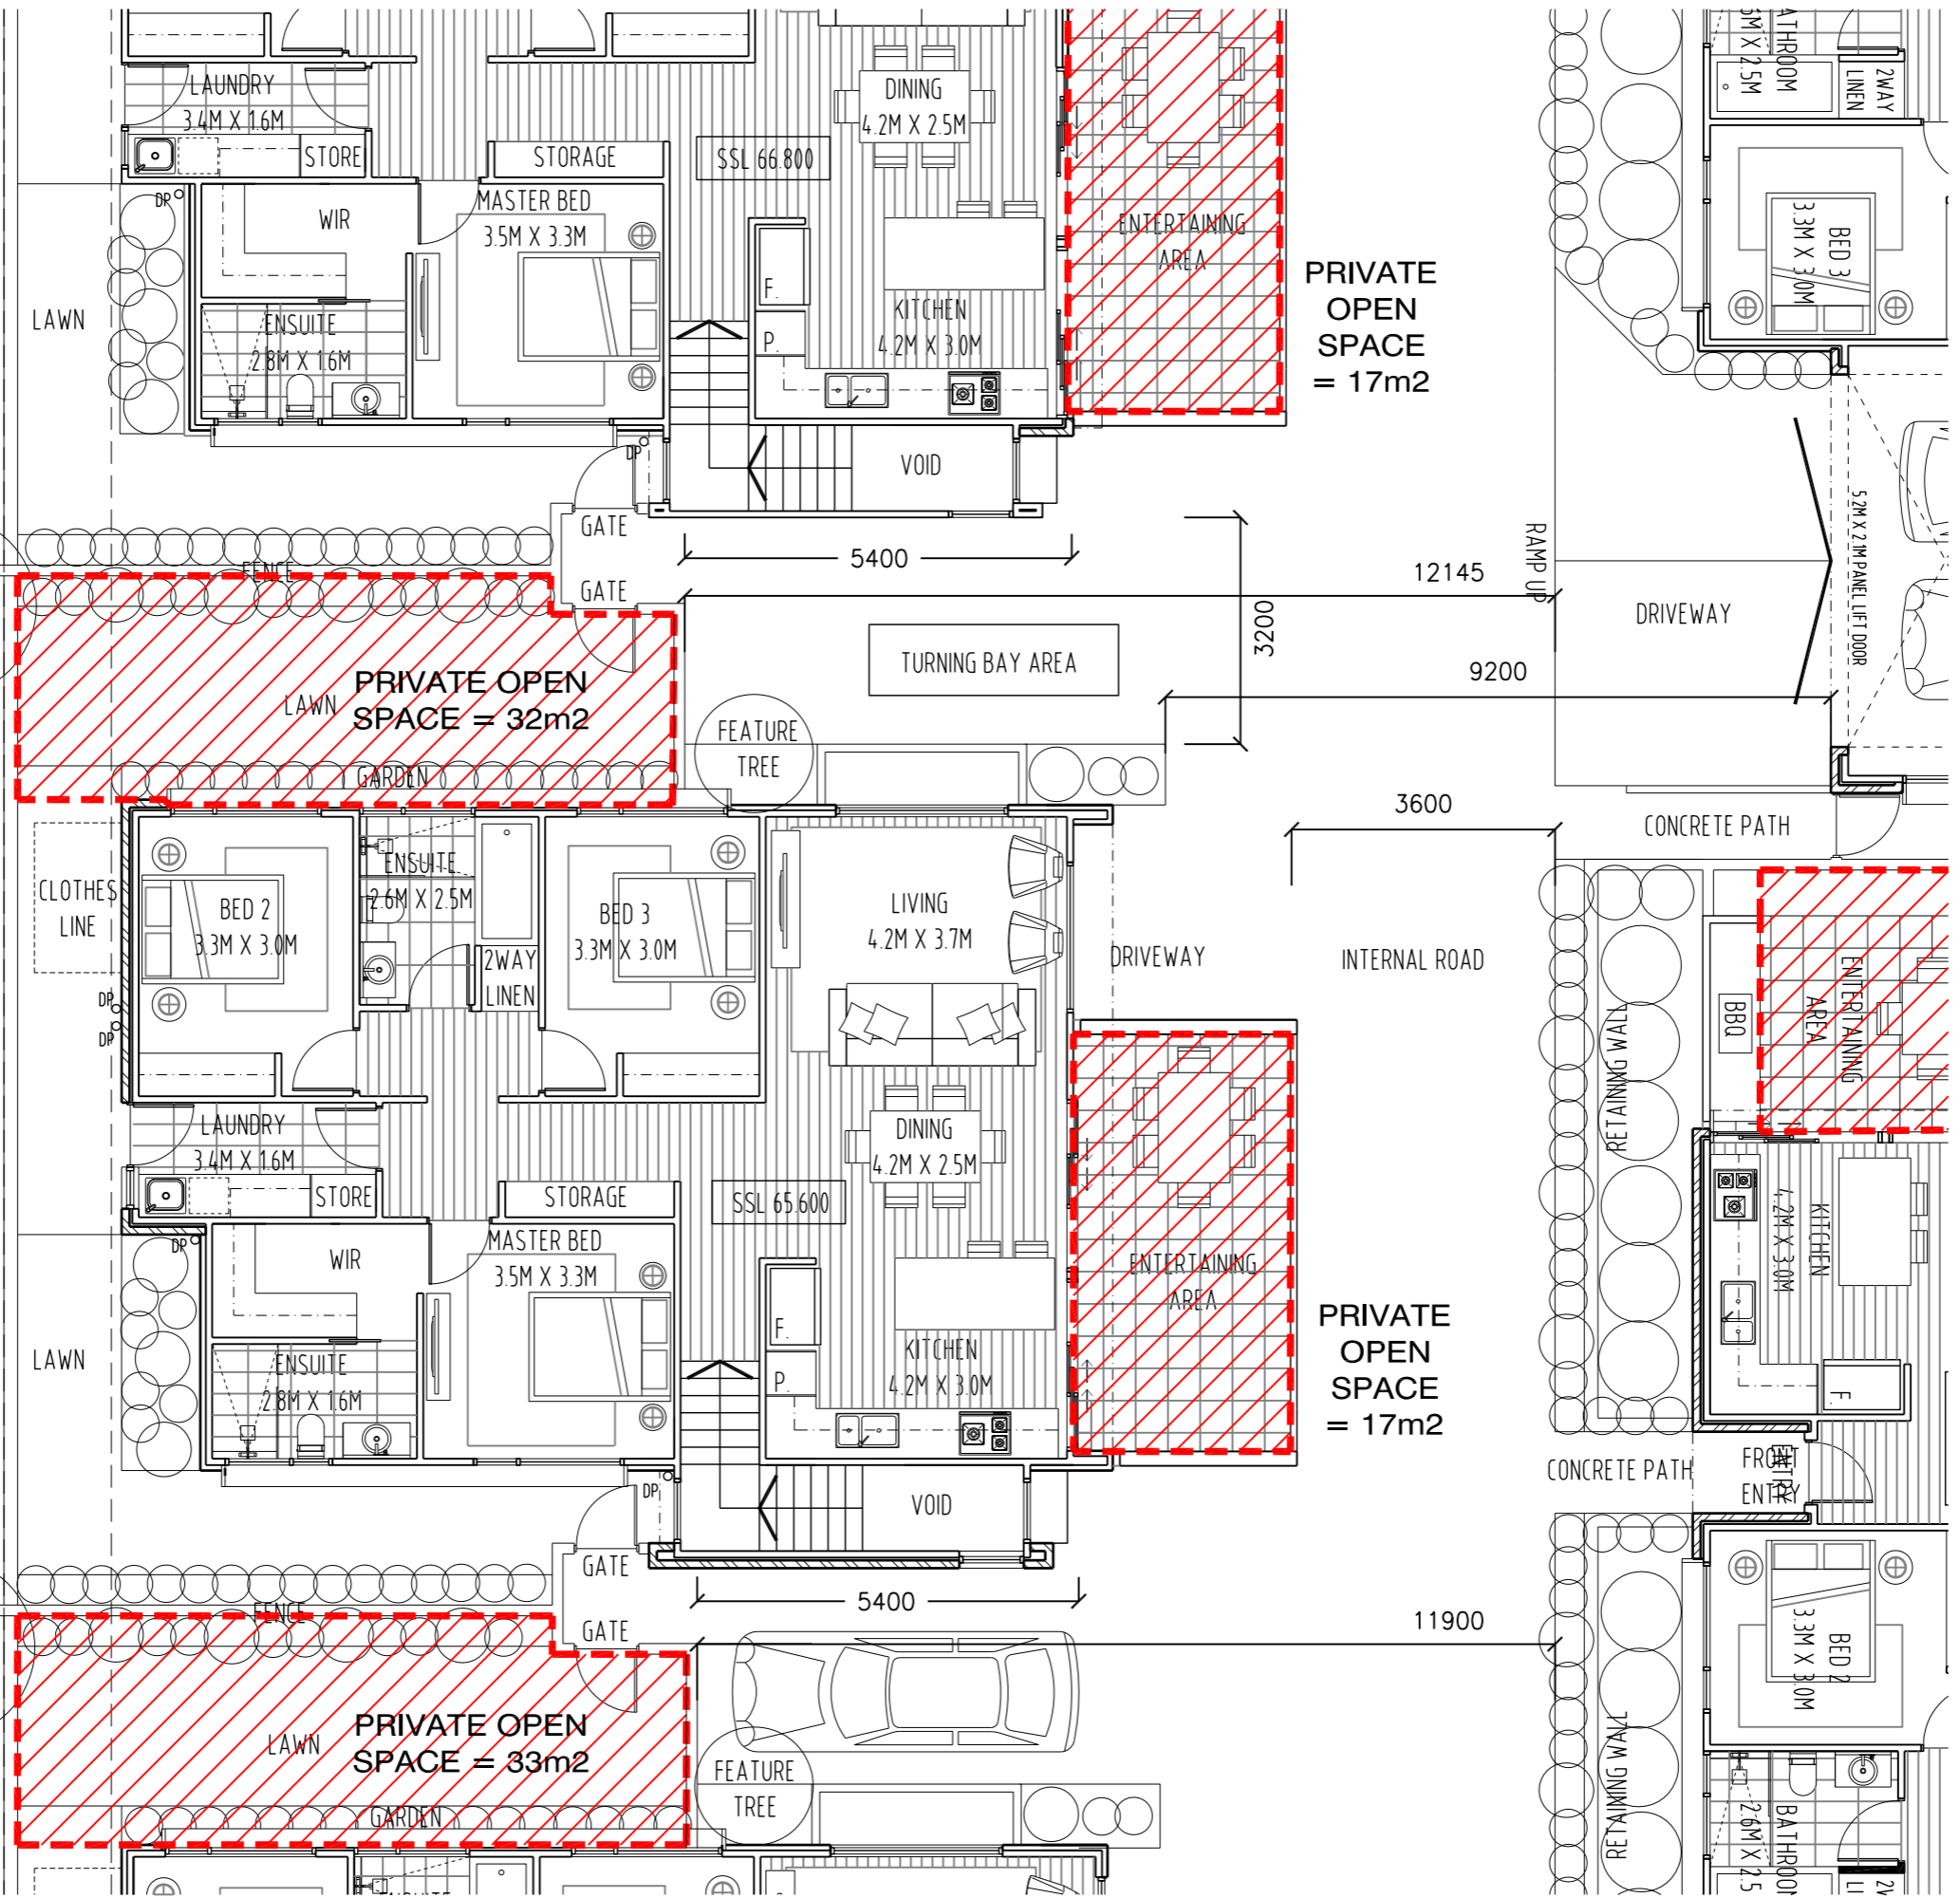 LAUNDRY
3.4M X 1.6M
STORE
STORAGE
DINING
4.2M X 2.5M
SSL 66.800
DP
WIR
MASTER BED
3.5M X 3.3M
ENTERTAINING
AREA
PRIVATE
OPEN
SPACE
= 17m2
LAWN
ENSUITE
2.8M X 1.6M
F.
P.
KITCHEN
4.2M X 3.0M
DP
VOID
2WAY
LINEN
BED 3
3.3M X 3.0M
GATE
FENCE
GATE
5400
12145
3200
RAMP UP
5.2M X 2.1M PANEL LIFT DOOR
DRIVEWAY
TURNING BAY AREA
9200
LAWN
PRIVATE OPEN
SPACE = 32m2
GARDEN
FEATURE
TREE
3600
CONCRETE PATH
CLOTHES
LINE
BED 2
3.3M X 3.0M
ENSUITE
2.6M X 2.5M
2WAY
LINEN
BED 3
3.3M X 3.0M
LIVING
4.2M X 3.7M
DRIVEWAY
INTERNAL ROAD
RETAINING WALL
BBQ
ENTERTAINING
AREA
DP
DP
LAUNDRY
3.4M X 1.6M
STORE
STORAGE
DINING
4.2M X 2.5M
SSL 65.600
DP
WIR
MASTER BED
3.5M X 3.3M
ENTERTAINING
AREA
PRIVATE
OPEN
SPACE
= 17m2
KITCHEN
4.2M X 3.0M
F.
LAWN
ENSUITE
2.8M X 1.6M
F.
P.
KITCHEN
4.2M X 3.0M
DP
VOID
CONCRETE PATH
FRONT
ENTRY
ENTRY
GATE
FENCE
GATE
5400
11900
BED 2
3.3M X 3.0M
LAWN
PRIVATE OPEN
SPACE = 33m2
GARDEN
FEATURE
TREE
RETAINING WALL
BATHROOM
2.6M X 2.5